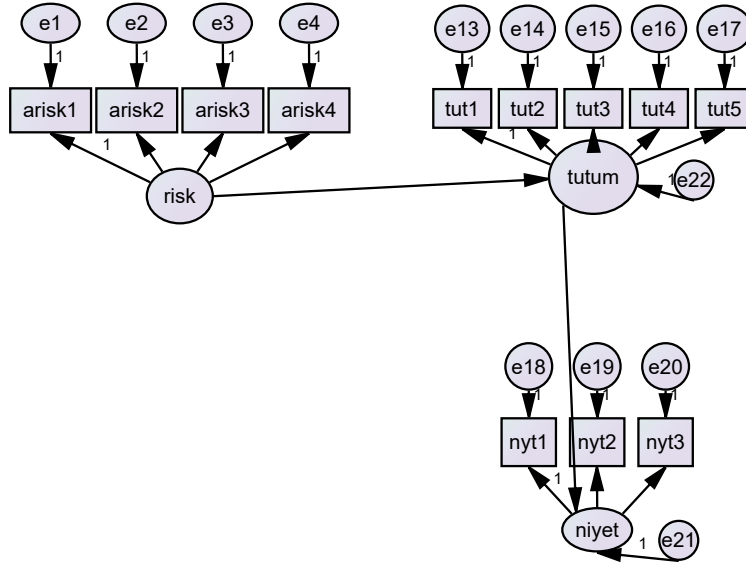 e1 e2 e3 e4 e13 e14 e15 e16 e17
1 1 1 1 1 1 1 1 1
arisk1 arisk2 arisk3 arisk4 tut1 tut2 tut3 tut4 tut5
1 1
risk tutum 1 e22
e18 e19 e20
1 1 1
nyt1 nyt2 nyt3
1
niyet 1 e21